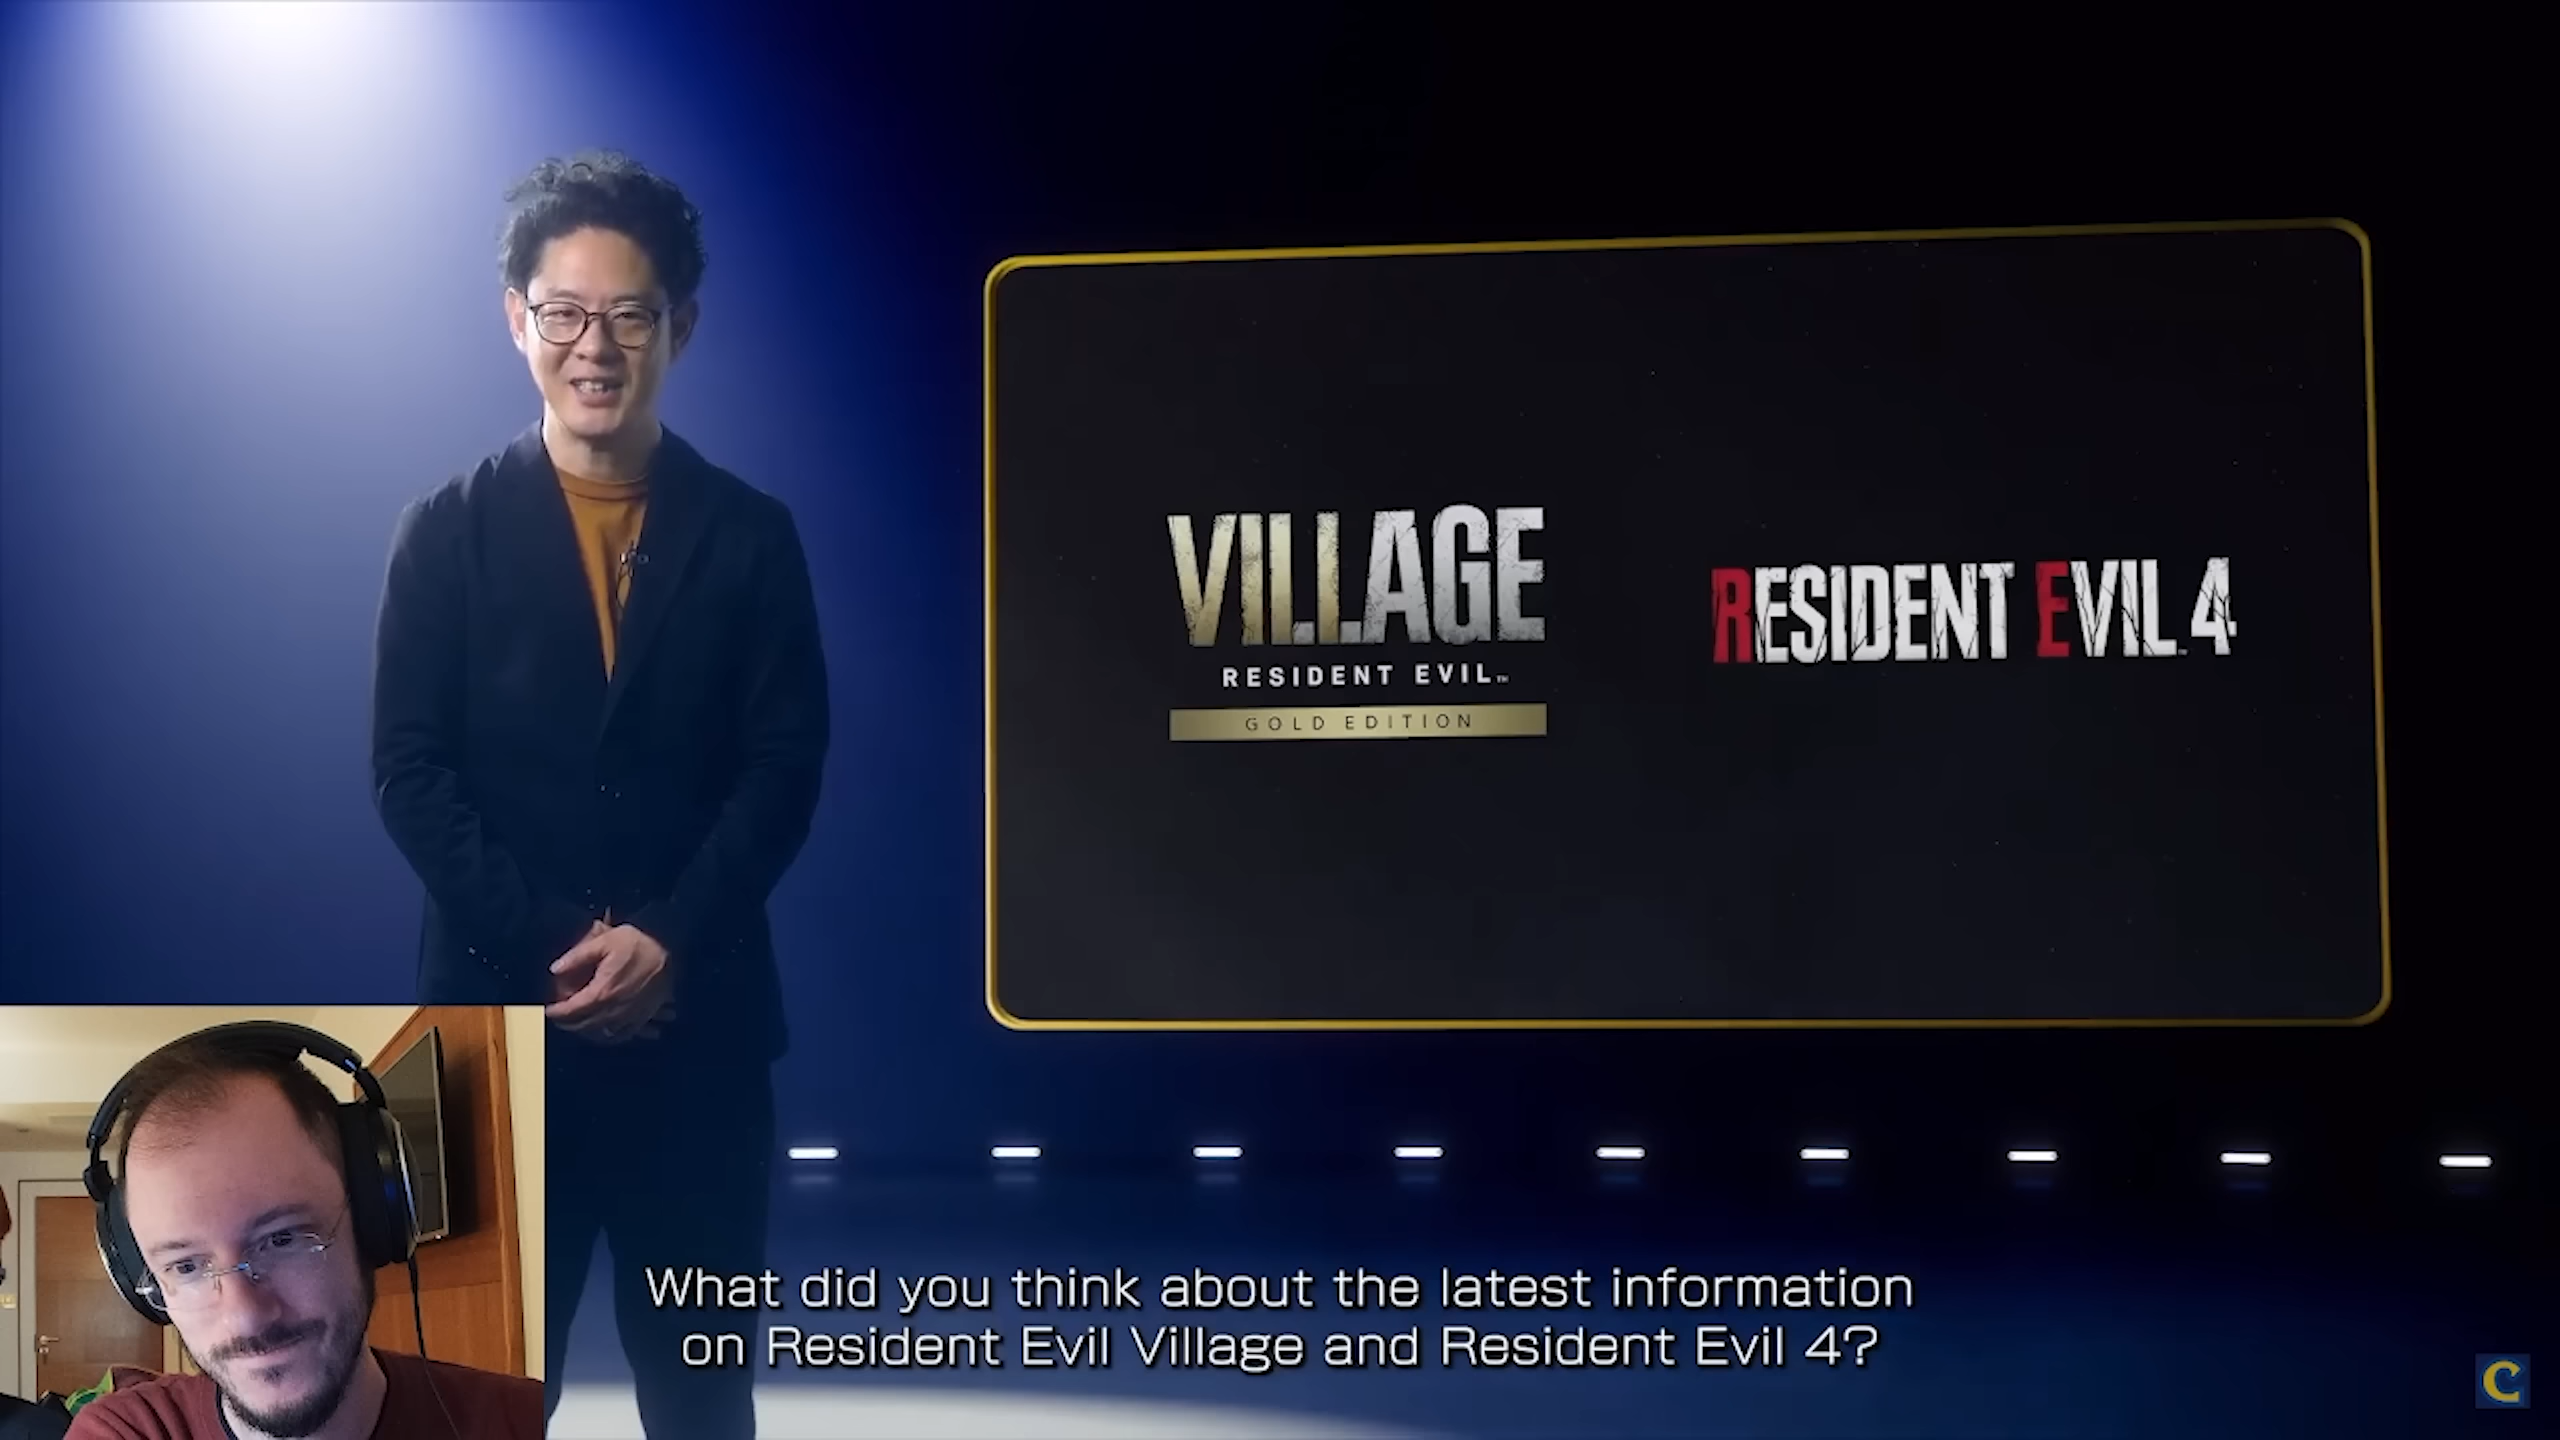 VILLAGE
RESIDENT EVIL™
GOLD EDITION
RESIDENT EVIL 4
What did you think about the latest information
on Resident Evil Village and Resident Evil 4?
C